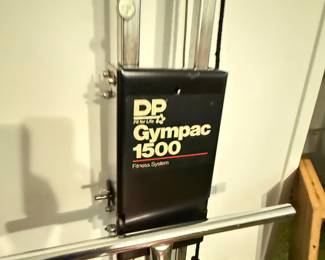 DP
Fit for Life
Gympac
1500
Fitness System